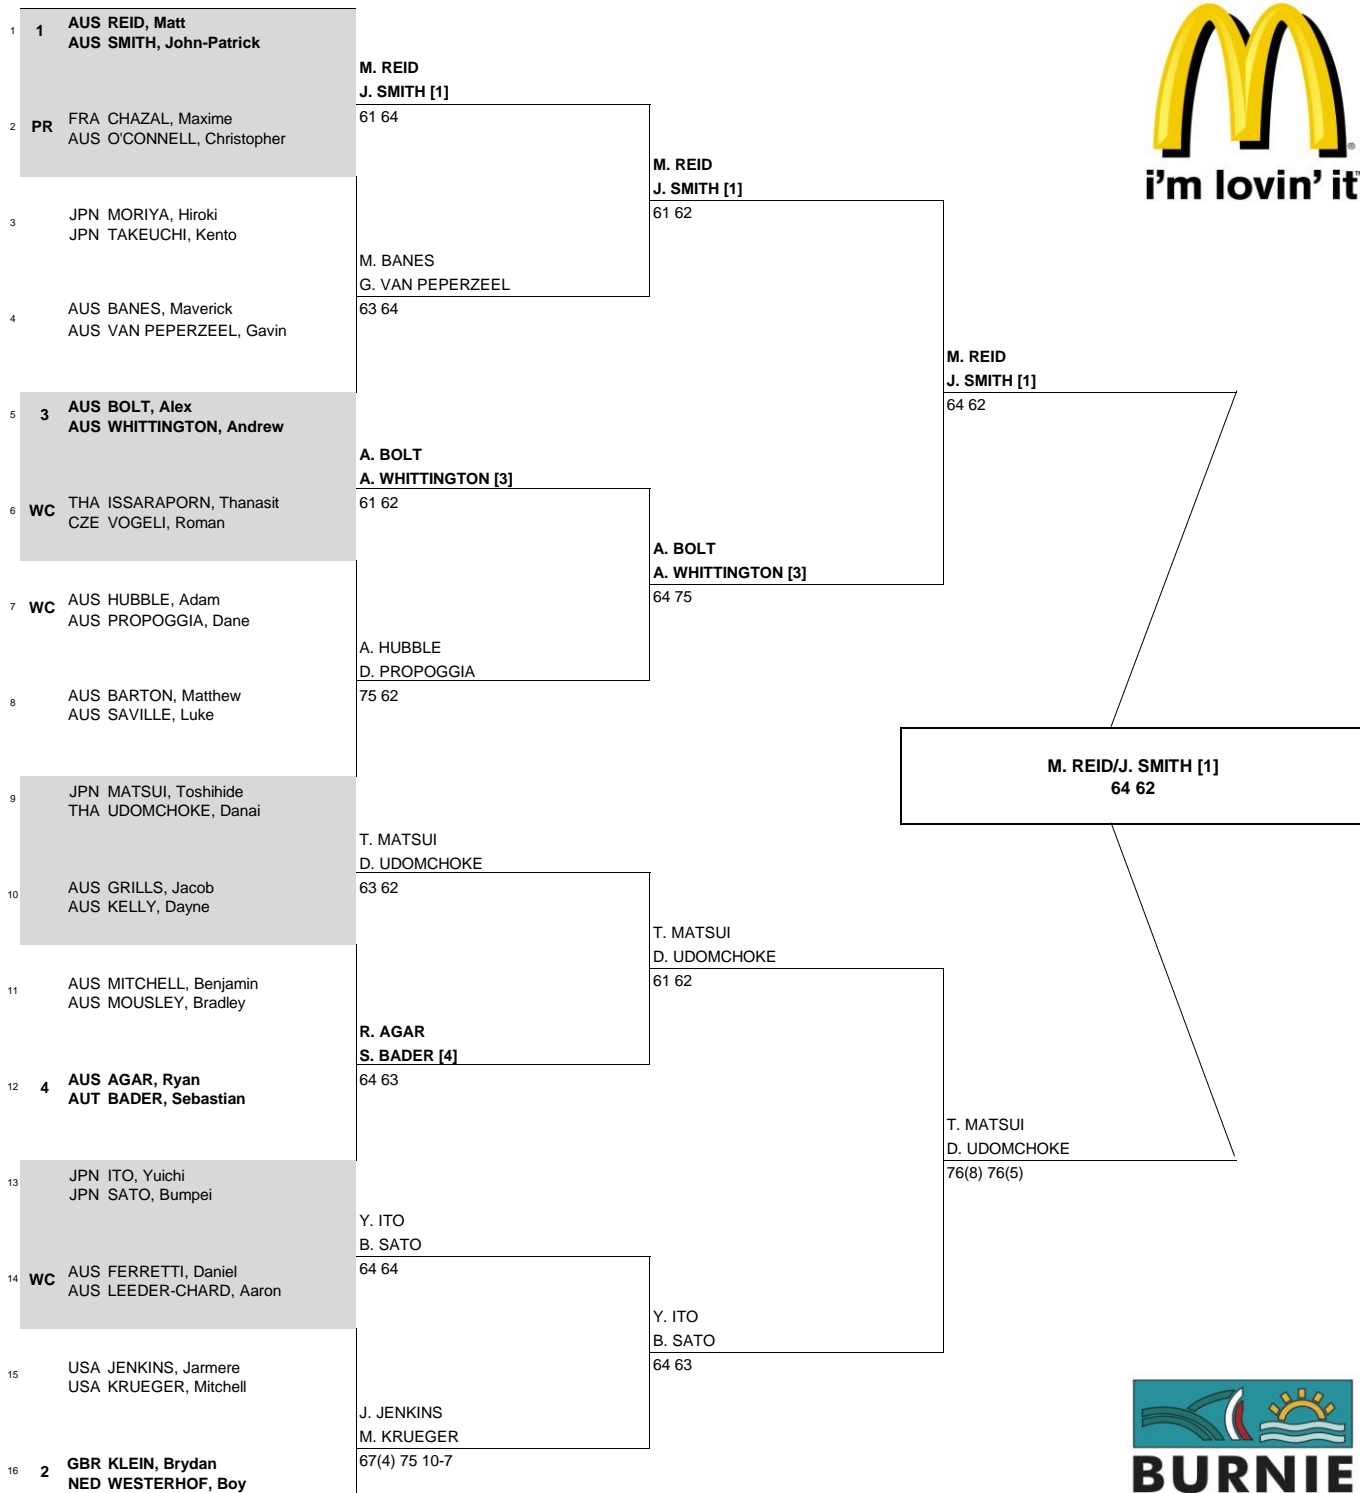 1 1 AUS REID, Matt
AUS SMITH, John-Patrick
M. REID
J. SMITH [1]
61 64
2 PR FRA CHAZAL, Maxime
AUS O'CONNELL, Christopher
M. REID
J. SMITH [1]
61 62
3 JPN MORIYA, Hiroki
JPN TAKEUCHI, Kento
M. BANES
G. VAN PEPERZEEL
63 64
4 AUS BANES, Maverick
AUS VAN PEPERZEEL, Gavin
M. REID
J. SMITH [1]
64 62
5 3 AUS BOLT, Alex
AUS WHITTINGTON, Andrew
A. BOLT
A. WHITTINGTON [3]
61 62
6 WC THA ISSARAPORN, Thanasit
CZE VOGELI, Roman
A. BOLT
A. WHITTINGTON [3]
64 75
7 WC AUS HUBBLE, Adam
AUS PROPOGGIA, Dane
A. HUBBLE
D. PROPOGGIA
75 62
8 AUS BARTON, Matthew
AUS SAVILLE, Luke
M. REID/J. SMITH [1]
64 62
9 JPN MATSUI, Toshihide
THA UDOMCHOKE, Danai
T. MATSUI
D. UDOMCHOKE
63 62
10 AUS GRILLS, Jacob
AUS KELLY, Dayne
T. MATSUI
D. UDOMCHOKE
61 62
11 AUS MITCHELL, Benjamin
AUS MOUSLEY, Bradley
R. AGAR
S. BADER [4]
64 63
12 4 AUS AGAR, Ryan
AUT BADER, Sebastian
T. MATSUI
D. UDOMCHOKE
76(8) 76(5)
13 JPN ITO, Yuichi
JPN SATO, Bumpei
Y. ITO
B. SATO
64 64
14 WC AUS FERRETTI, Daniel
AUS LEEDER-CHARD, Aaron
Y. ITO
B. SATO
64 63
15 USA JENKINS, Jarmere
USA KRUEGER, Mitchell
J. JENKINS
M. KRUEGER
67(4) 75 10-7
16 2 GBR KLEIN, Brydan
NED WESTERHOF, Boy
i'm lovin' it™
BURNIE